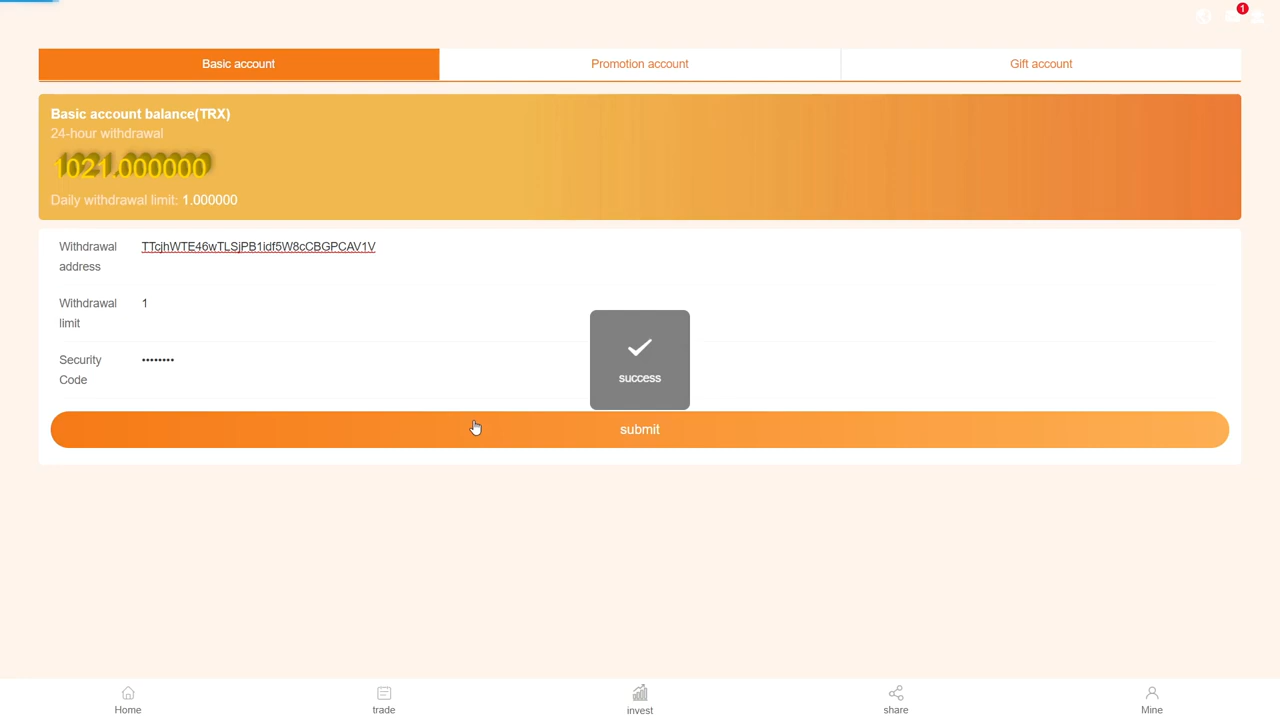 1
Basic account
Promotion account
Gift account
Basic account balance(TRX)
24-hour withdrawal
1021.000000
Daily withdrawal limit: 1.000000
Withdrawal address
TTcjhWTE46wTLSjPB1idf5W8cCBGPCAV1V
Withdrawal limit
1
Security Code
••••••••
success
submit
Home
trade
invest
share
Mine